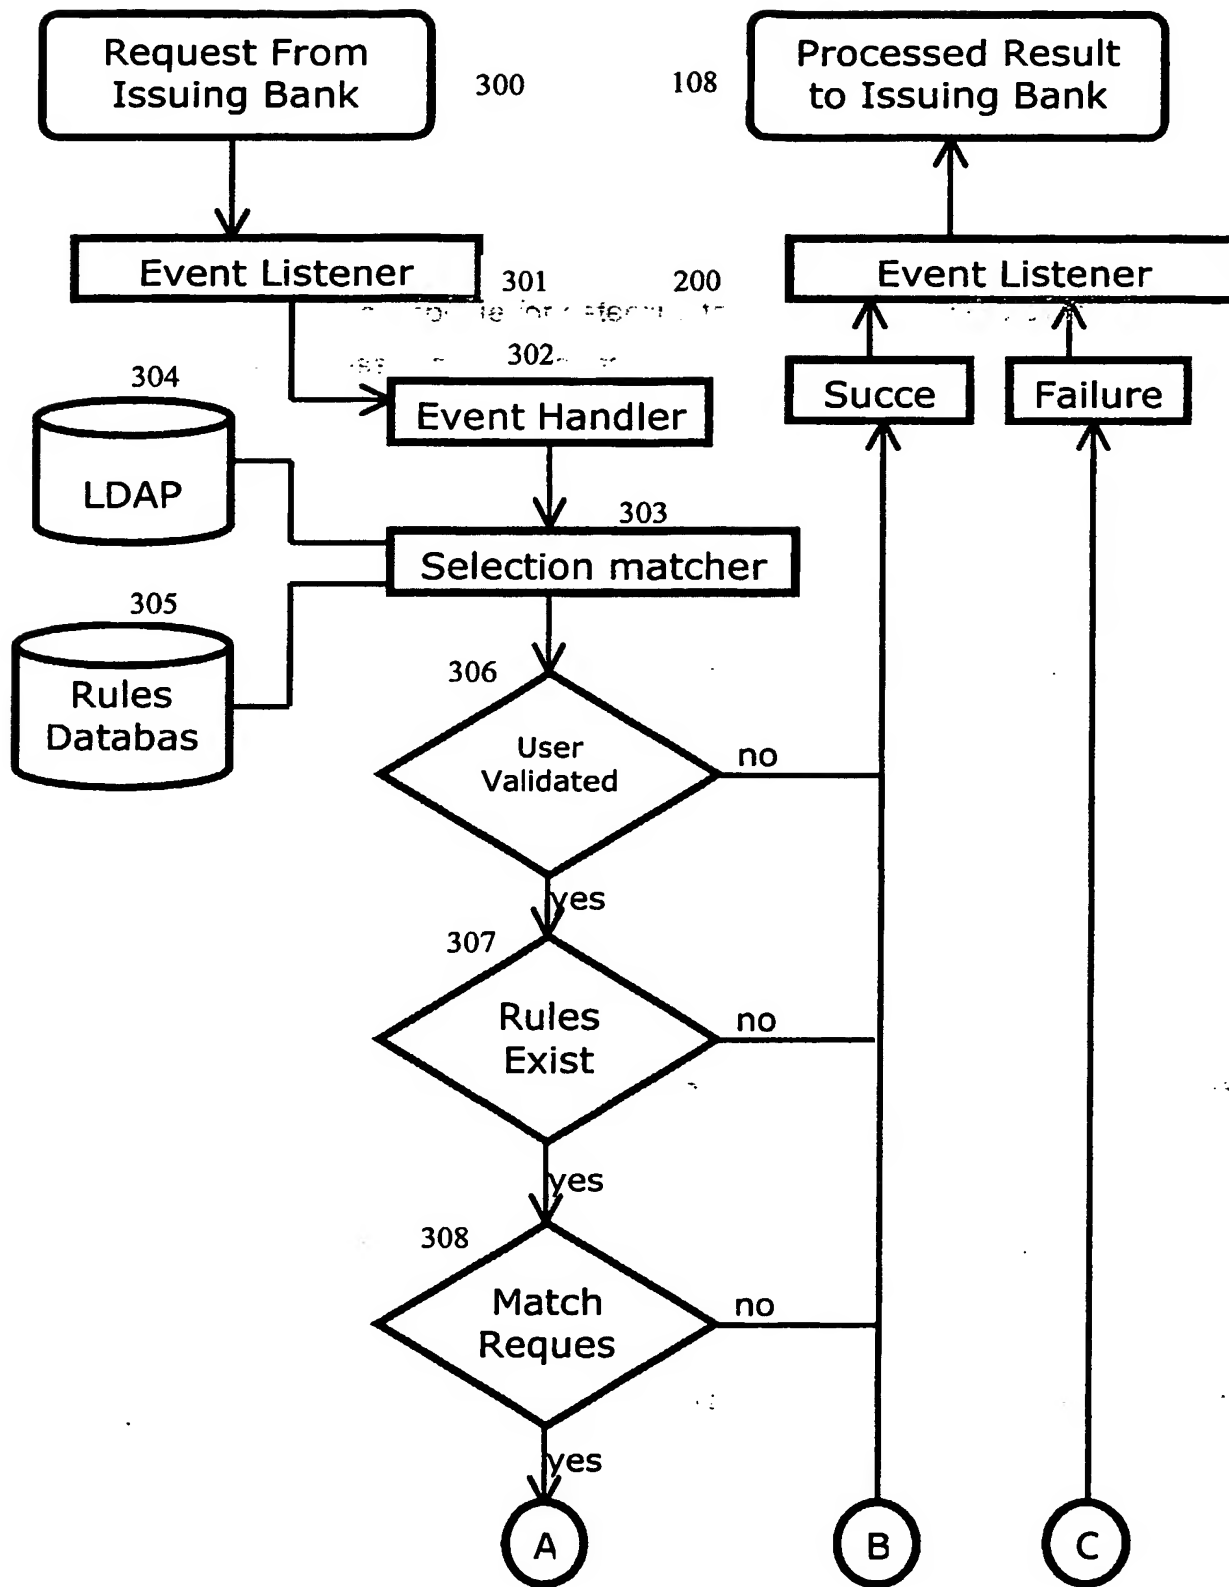 Request From
Issuing Bank
300
108
Processed Result
to Issuing Bank
Event Listener
301
200
Event Listener
302
304
Event Handler
Succe
Failure
LDAP
303
Selection matcher
305
Rules
Databas
306
User
Validated
no
yes
307
Rules
Exist
no
yes
308
Match
Reques
no
yes
A
B
C